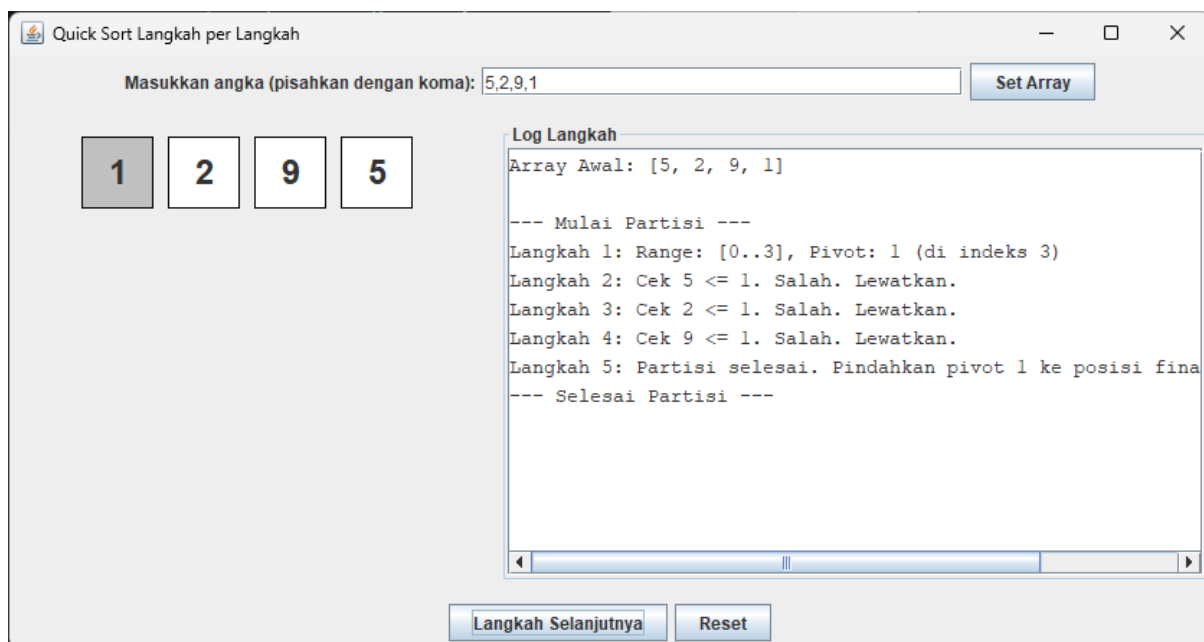 Quick Sort Langkah per Langkah
Masukkan angka (pisahkan dengan koma): 5,2,9,1 Set Array
1 2 9 5
Log Langkah
Array Awal: [5, 2, 9, 1]
--- Mulai Partisi ---
Langkah 1: Range: [0..3], Pivot: 1 (di indeks 3)
Langkah 2: Cek 5 <= 1. Salah. Lewatkan.
Langkah 3: Cek 2 <= 1. Salah. Lewatkan.
Langkah 4: Cek 9 <= 1. Salah. Lewatkan.
Langkah 5: Partisi selesai. Pindahkan pivot 1 ke posisi fina
--- Selesai Partisi ---
Langkah Selanjutnya Reset